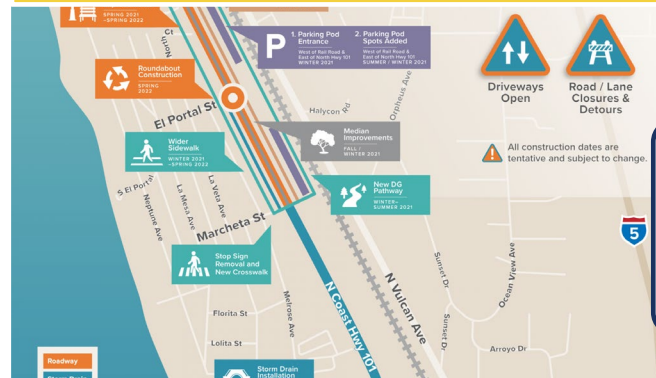 SPRING 2021
–SPRING 2022
North
Ct
P
1. Parking Pod
Entrance
West of Rail Road &
East of North Hwy 101
WINTER 2021
2. Parking Pod
Spots Added
West of Rail Road &
East of North Hwy 101
SUMMER / WINTER 2021
Driveways
Open
Road / Lane
Closures &
Detours
Roundabout
Construction
SPRING
2022
El Portal St
Halycon Rd
Orpheus Ave
Median
Improvements
FALL /
WINTER 2021
All construction dates are
tentative and subject to change.
Wider
Sidewalk
WINTER 2021
–SPRING 2022
S El Portal
Neptune Ave
La Mesa Ave
La Veta Ave
New DG
Pathway
WINTER–
SUMMER 2021
Marcheta St
5
Stop Sign
Removal and
New Crosswalk
N Coast Hwy 101
N Vulcan Ave
Sunset Dr
Sunset Dr
Ocean View Ave
Florita St
Melrose Ave
Lolita St
Arroyo Dr
Roadway
Storm Drain
Storm Drain
Installation